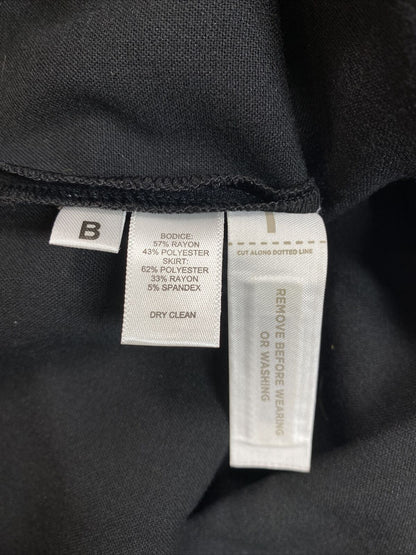 B
BODICE:
57% RAYON
43% POLYESTER
SKIRT:
62% POLYESTER
33% RAYON
5% SPANDEX
DRY CLEAN
CUT ALONG DOTTED LINE
REMOVE BEFORE WEARING
OR WASHING